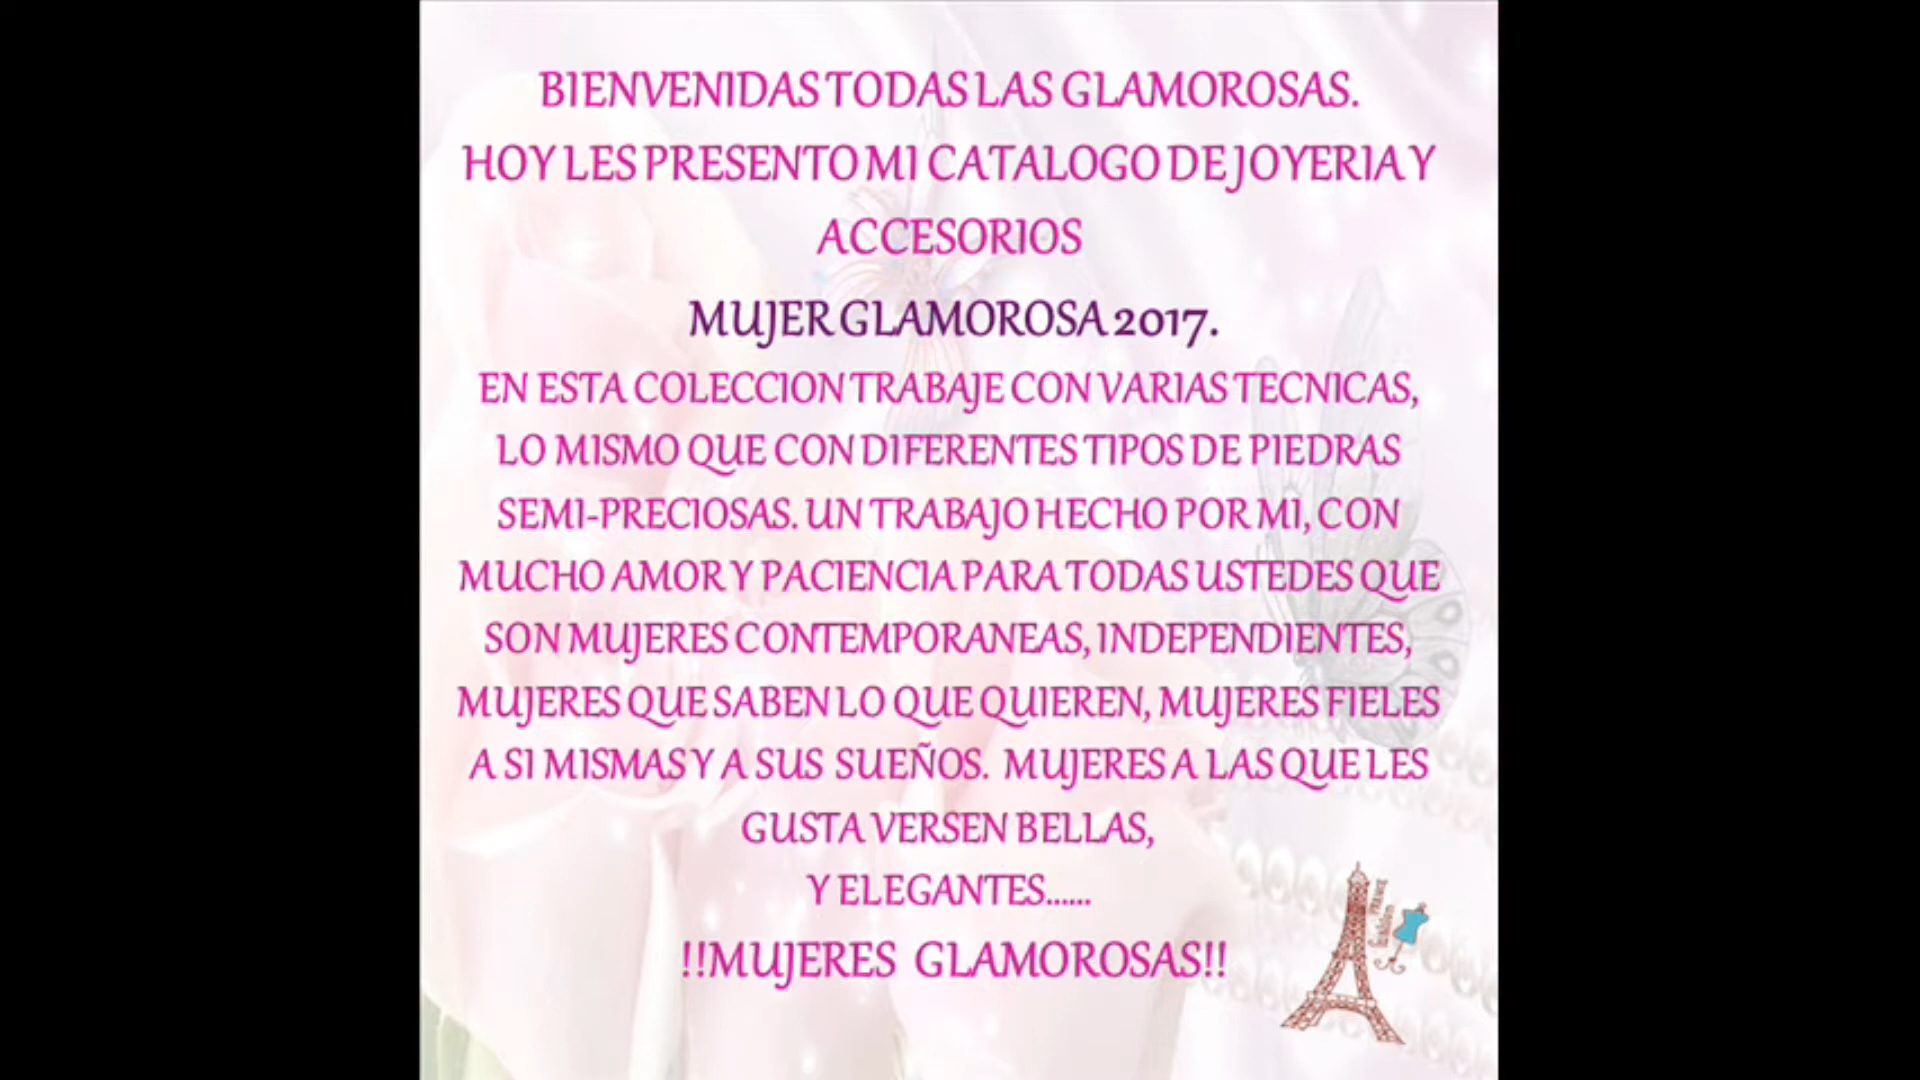 BIENVENIDAS TODAS LAS GLAMOROSAS.
HOY LES PRESENTO MI CATALOGO DE JOYERIA Y
ACCESORIOS
MUJER GLAMOROSA 2017.
EN ESTA COLECCION TRABAJE CON VARIAS TECNICAS,
LO MISMO QUE CON DIFERENTES TIPOS DE PIEDRAS
SEMI-PRECIOSAS. UN TRABAJO HECHO POR MI, CON
MUCHO AMOR Y PACIENCIA PARA TODAS USTEDES QUE
SON MUJERES CONTEMPORANEAS, INDEPENDIENTES,
MUJERES QUE SABEN LO QUE QUIEREN, MUJERES FIELES
A SI MISMAS Y A SUS SUEÑOS. MUJERES A LAS QUE LES
GUSTA VERSEN BELLAS,
Y ELEGANTES......
!!MUJERES GLAMOROSAS!!